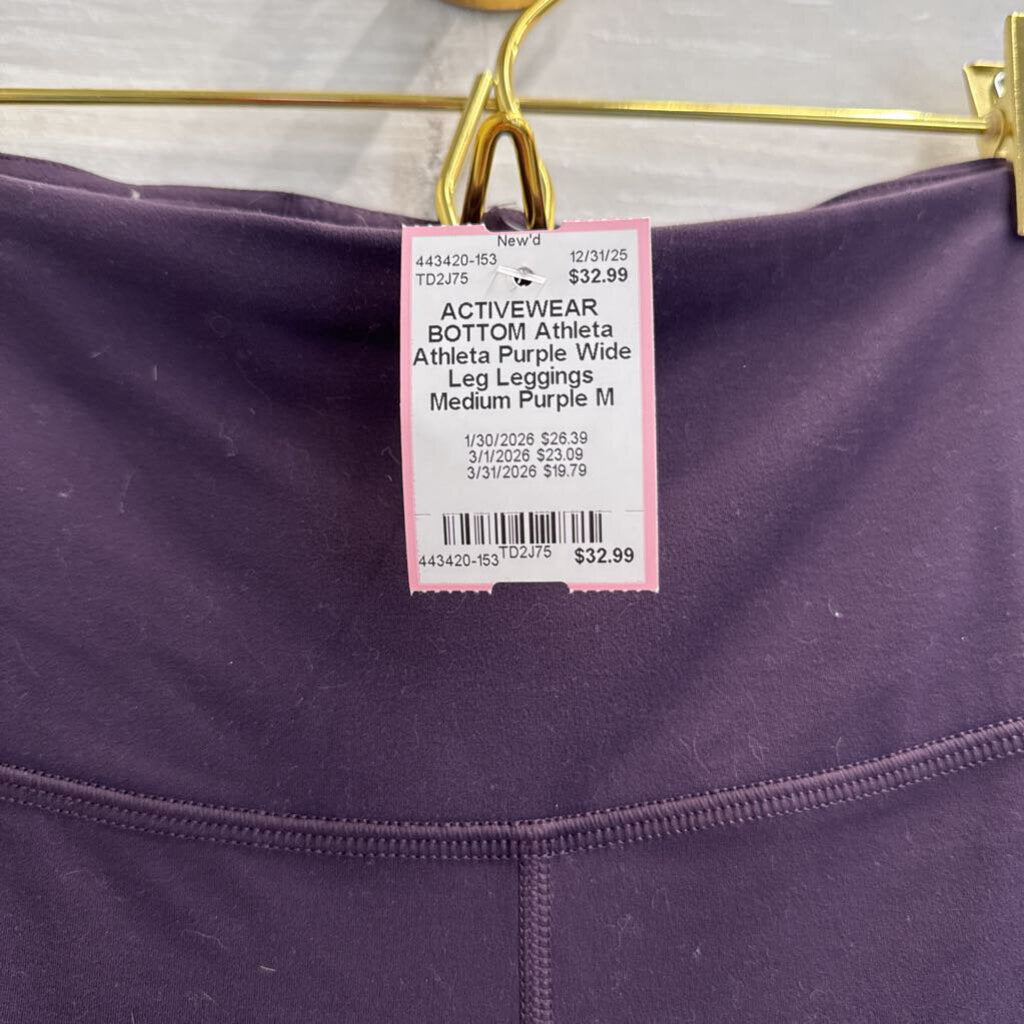 New'd
443420-153 12/31/25
TD2J75 $32.99
ACTIVEWEAR
BOTTOM Athleta
Athleta Purple Wide
Leg Leggings
Medium Purple M
1/30/2026 $26.39
3/1/2026 $23.09
3/31/2026 $19.79
443420-153 TD2J75 $32.99